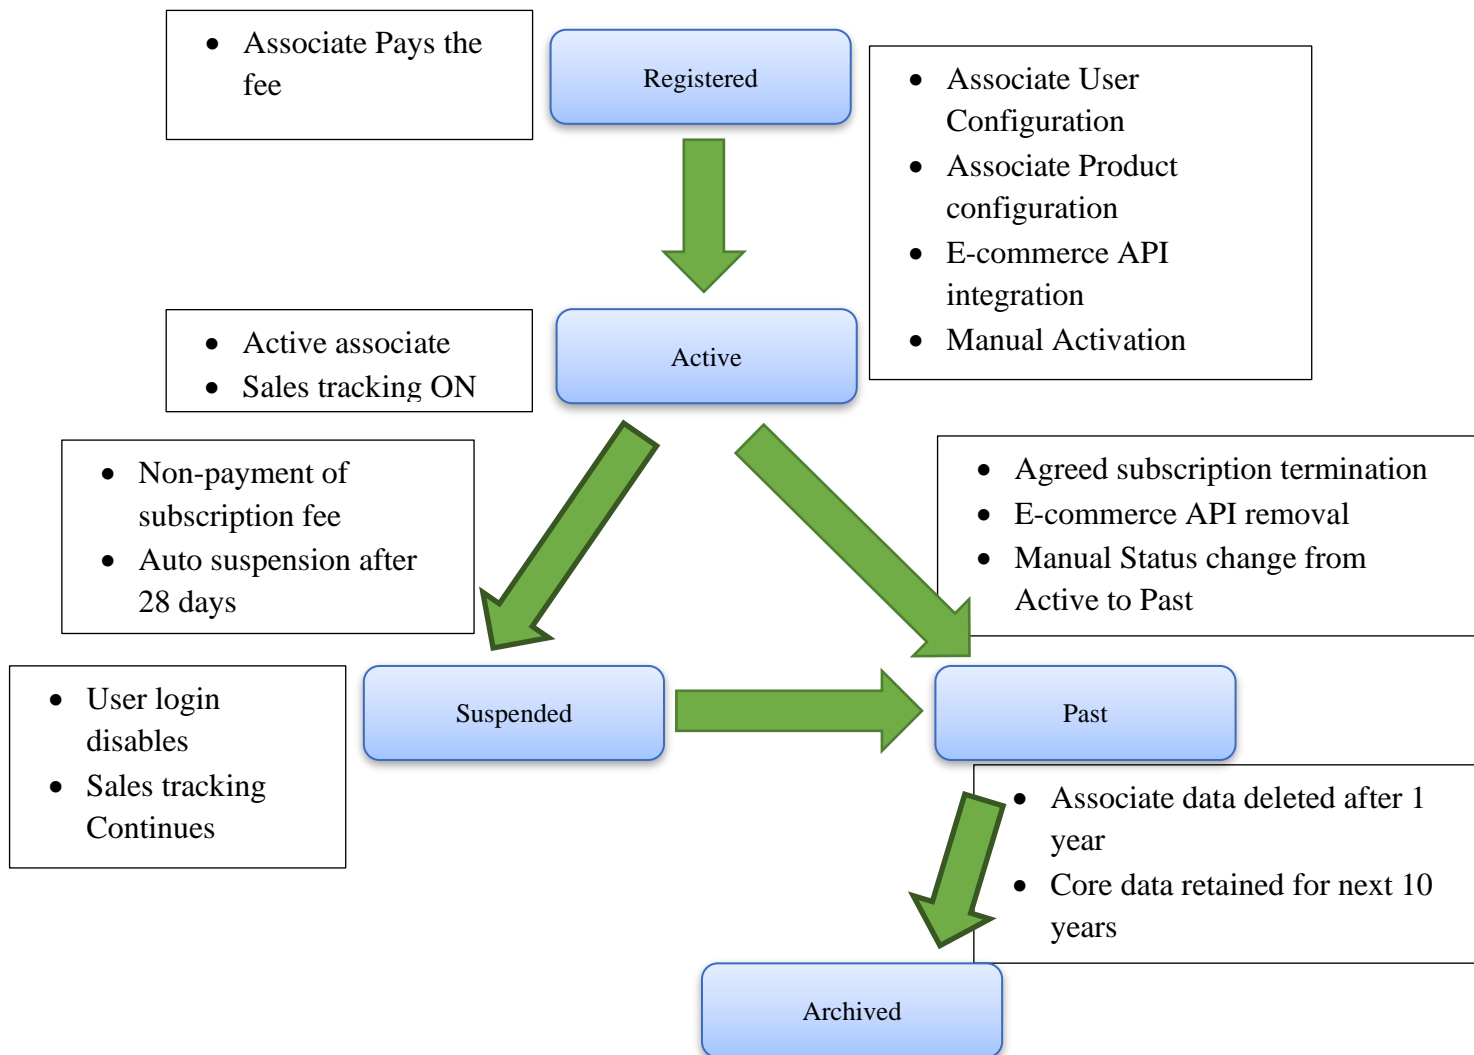 • Associate Pays the
fee
Registered
• Associate User
Configuration
• Associate Product
configuration
• E-commerce API
integration
• Manual Activation
• Active associate
• Sales tracking ON
Active
• Non-payment of
subscription fee
• Auto suspension after
28 days
• Agreed subscription termination
• E-commerce API removal
• Manual Status change from
Active to Past
• User login
disables
• Sales tracking
Continues
Suspended
Past
• Associate data deleted after 1
year
• Core data retained for next 10
years
Archived